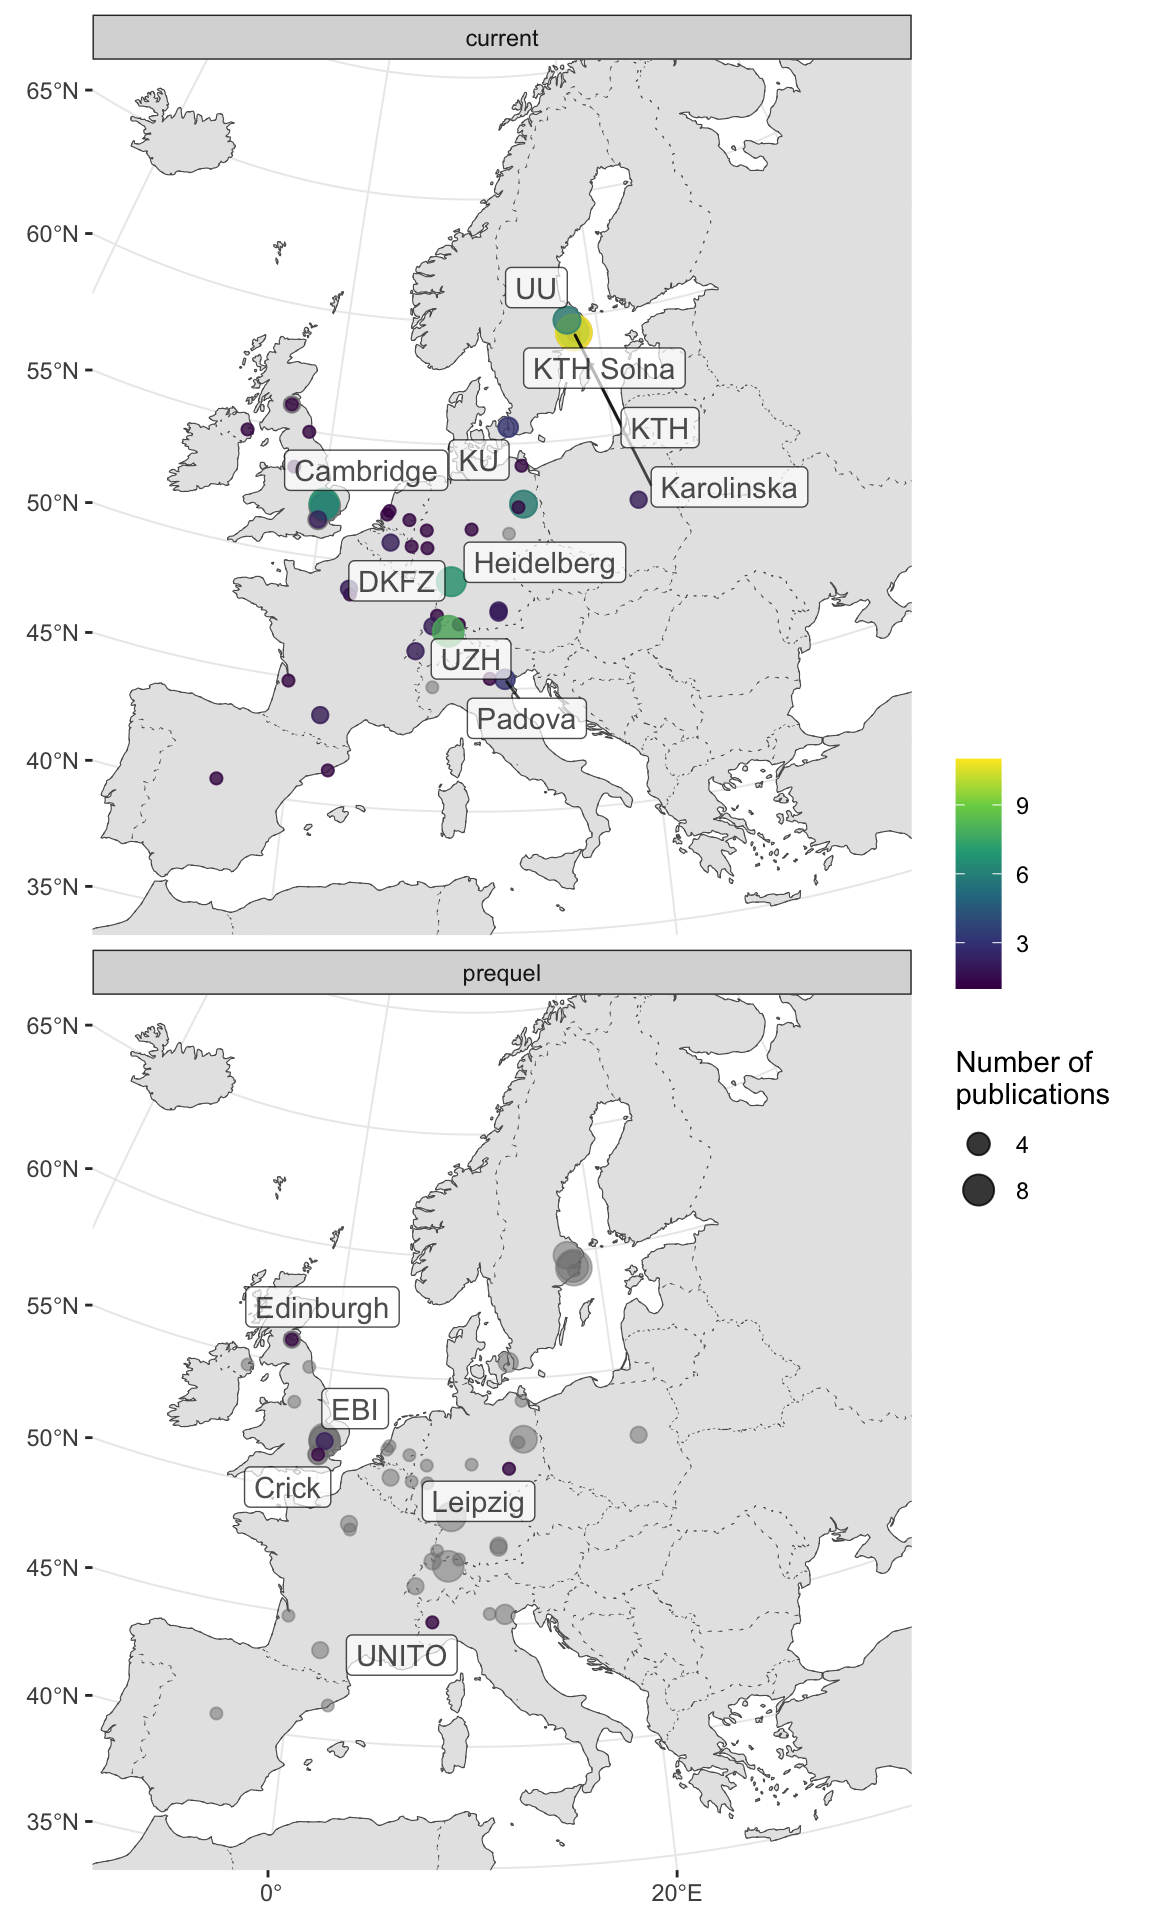 current
65°N
60°N
55°N
50°N
45°N
40°N
35°N
UU
KTH Solna
KTH
KU
Cambridge
Karolinska
Heidelberg
DKFZ
UZH
Padova
9
6
3
Number of
publications
4
8
prequel
65°N
60°N
55°N
50°N
45°N
40°N
35°N
Edinburgh
EBI
Crick
Leipzig
UNITO
0°
20°E